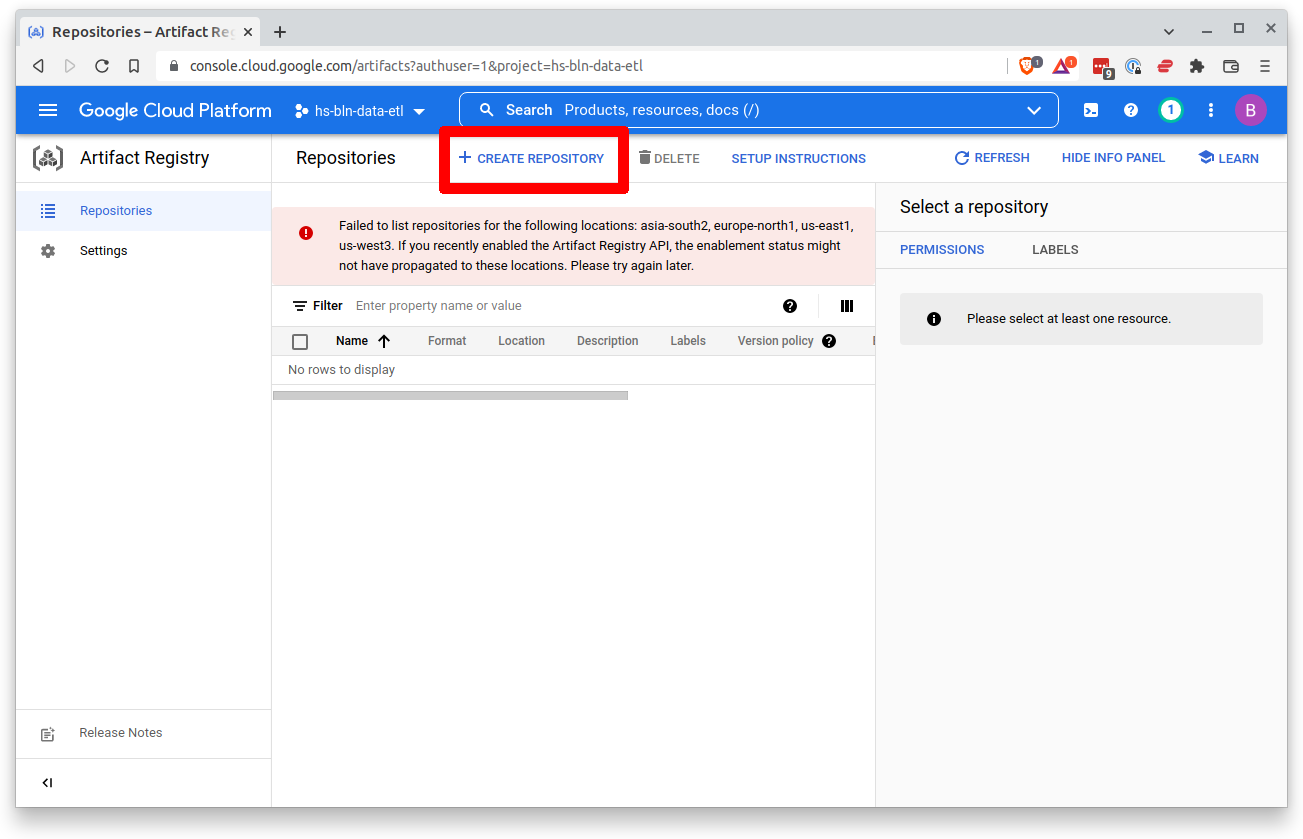 Repositories – Artifact Re
console.cloud.google.com/artifacts?authuser=1&project=hs-bln-data-etl
1
1
9
Google Cloud Platform
hs-bln-data-etl
Search Products, resources, docs (/)
1
B
Artifact Registry
Repositories
CREATE REPOSITORY
DELETE
SETUP INSTRUCTIONS
REFRESH
HIDE INFO PANEL
LEARN
Repositories
Settings
Failed to list repositories for the following locations: asia-south2, europe-north1, us-east1,
us-west3. If you recently enabled the Artifact Registry API, the enablement status might
not have propagated to these locations. Please try again later.
Filter Enter property name or value
Name Format Location Description Labels Version policy
No rows to display
Select a repository
PERMISSIONS LABELS
Please select at least one resource.
Release Notes